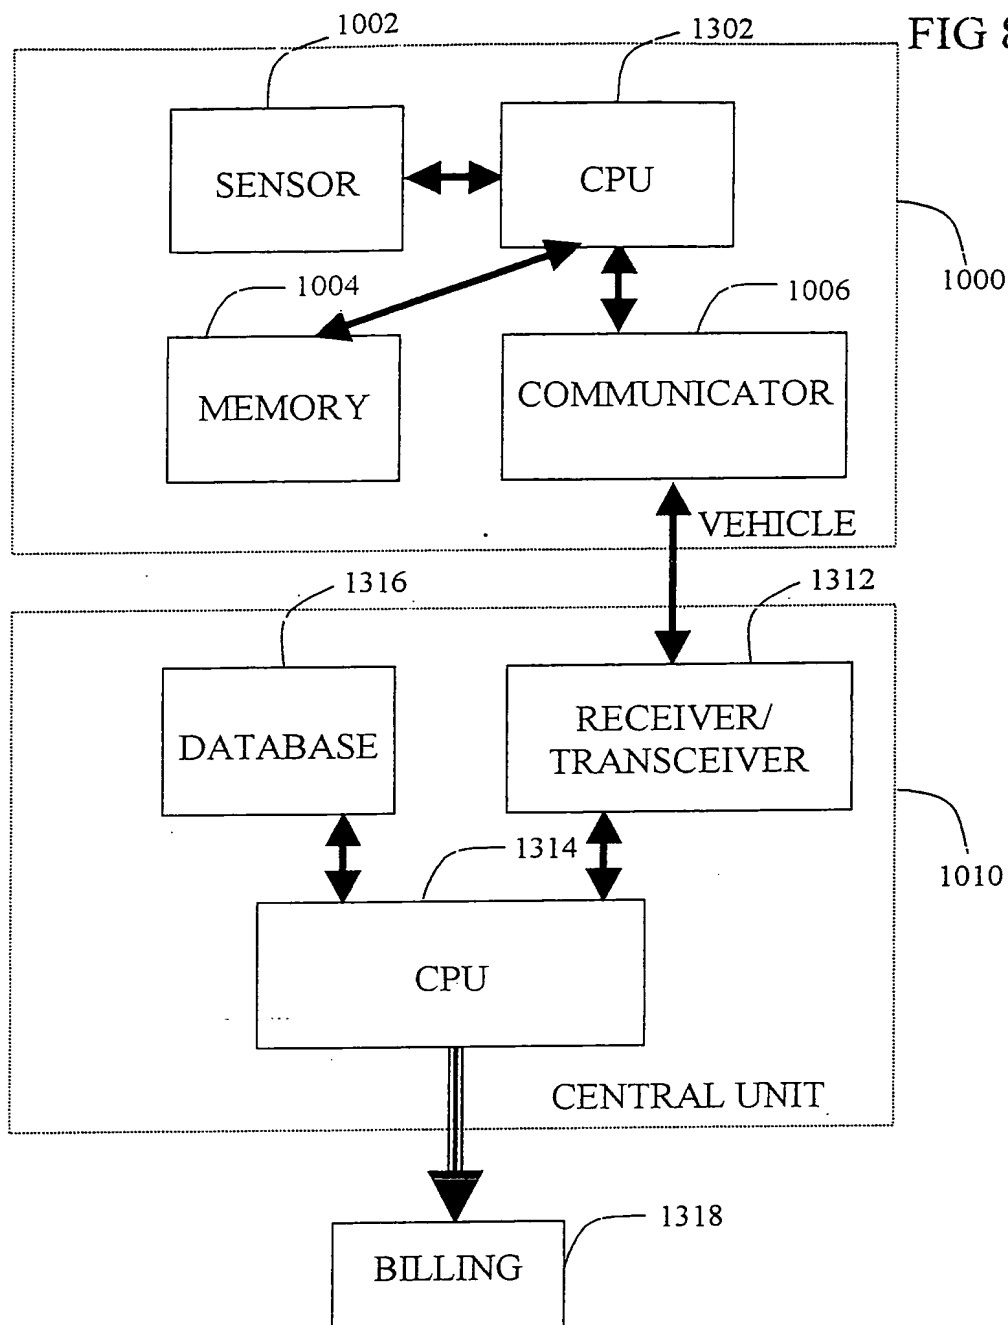 FIG 8
1002
1302
SENSOR
CPU
1000
1004
1006
MEMORY
COMMUNICATOR
VEHICLE
1316
1312
DATABASE
RECEIVER/
TRANSCEIVER
1314
1010
CPU
CENTRAL UNIT
1318
BILLING